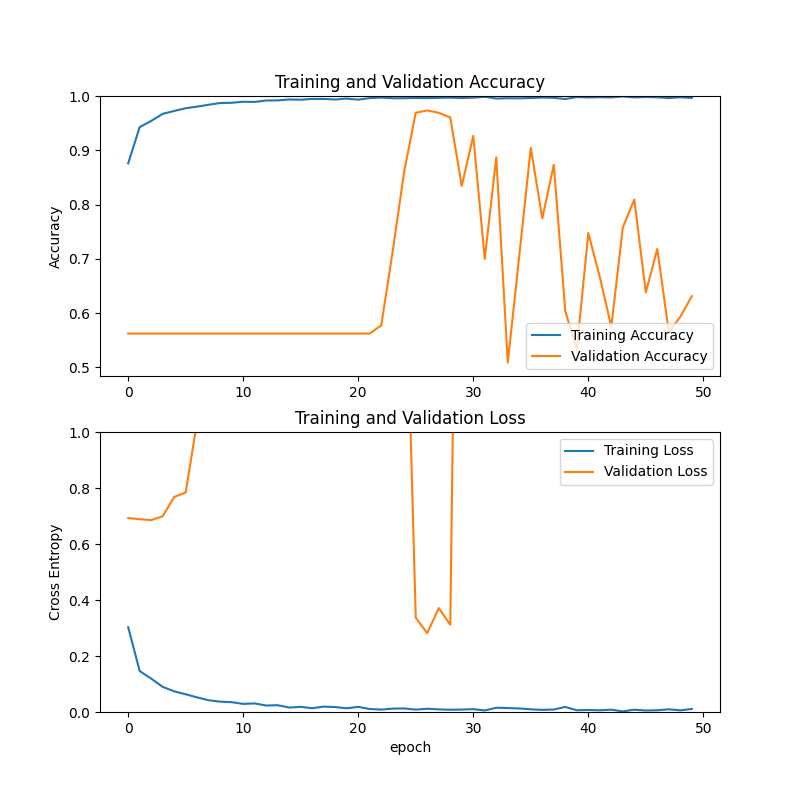 Training and Validation Accuracy
Accuracy
1.0
0.9
0.8
0.7
0.6
0.5
0
10
20
30
40
50
Training Accuracy
Validation Accuracy
Training and Validation Loss
Cross Entropy
1.0
0.8
0.6
0.4
0.2
0.0
0
10
20
30
40
50
Training Loss
Validation Loss
epoch